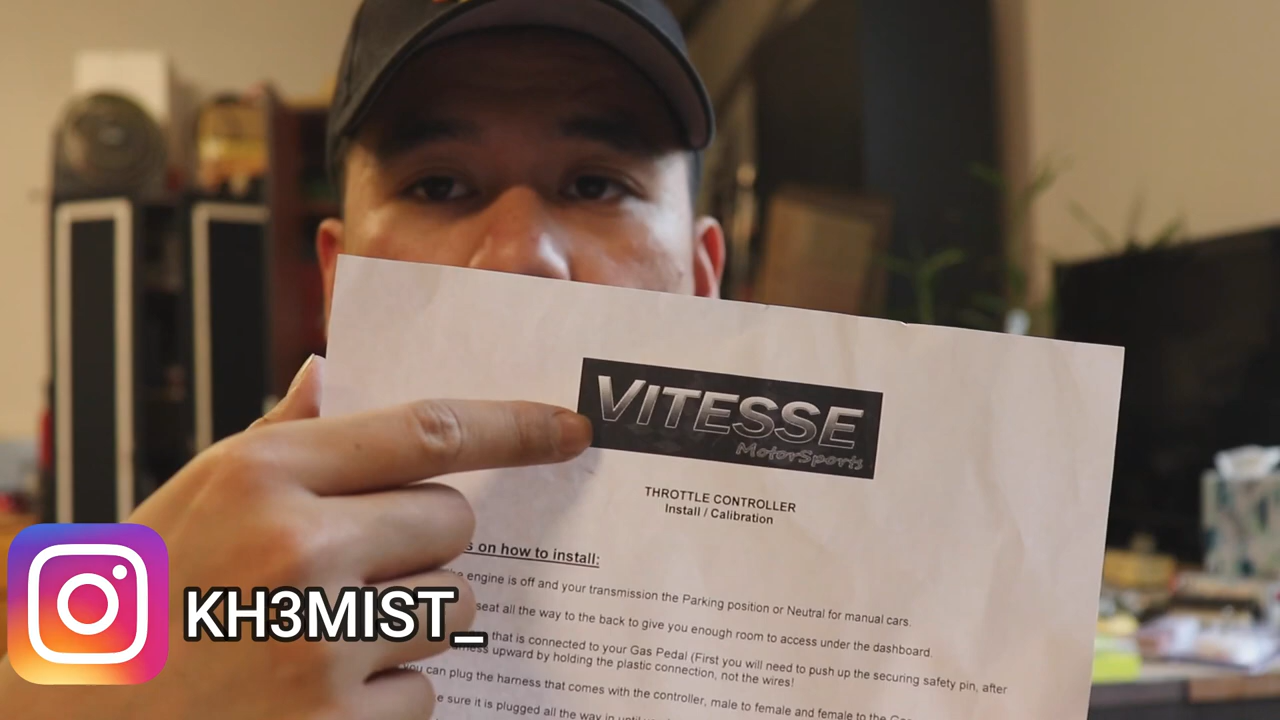 VITESSE
MotorSports
THROTTLE CONTROLLER
Install / Calibration
on how to install:
engine is off and your transmission the Parking position or Neutral for manual cars.
seat all the way to the back to give you enough room to access under the dashboard.
that is connected to your Gas Pedal (First you will need to push up the securing safety pin, after
upward by holding the plastic connection, not the wires!
you can plug the harness that comes with the controller, male to female and female to the
sure it is plugged all the way in until
KH3MIST_